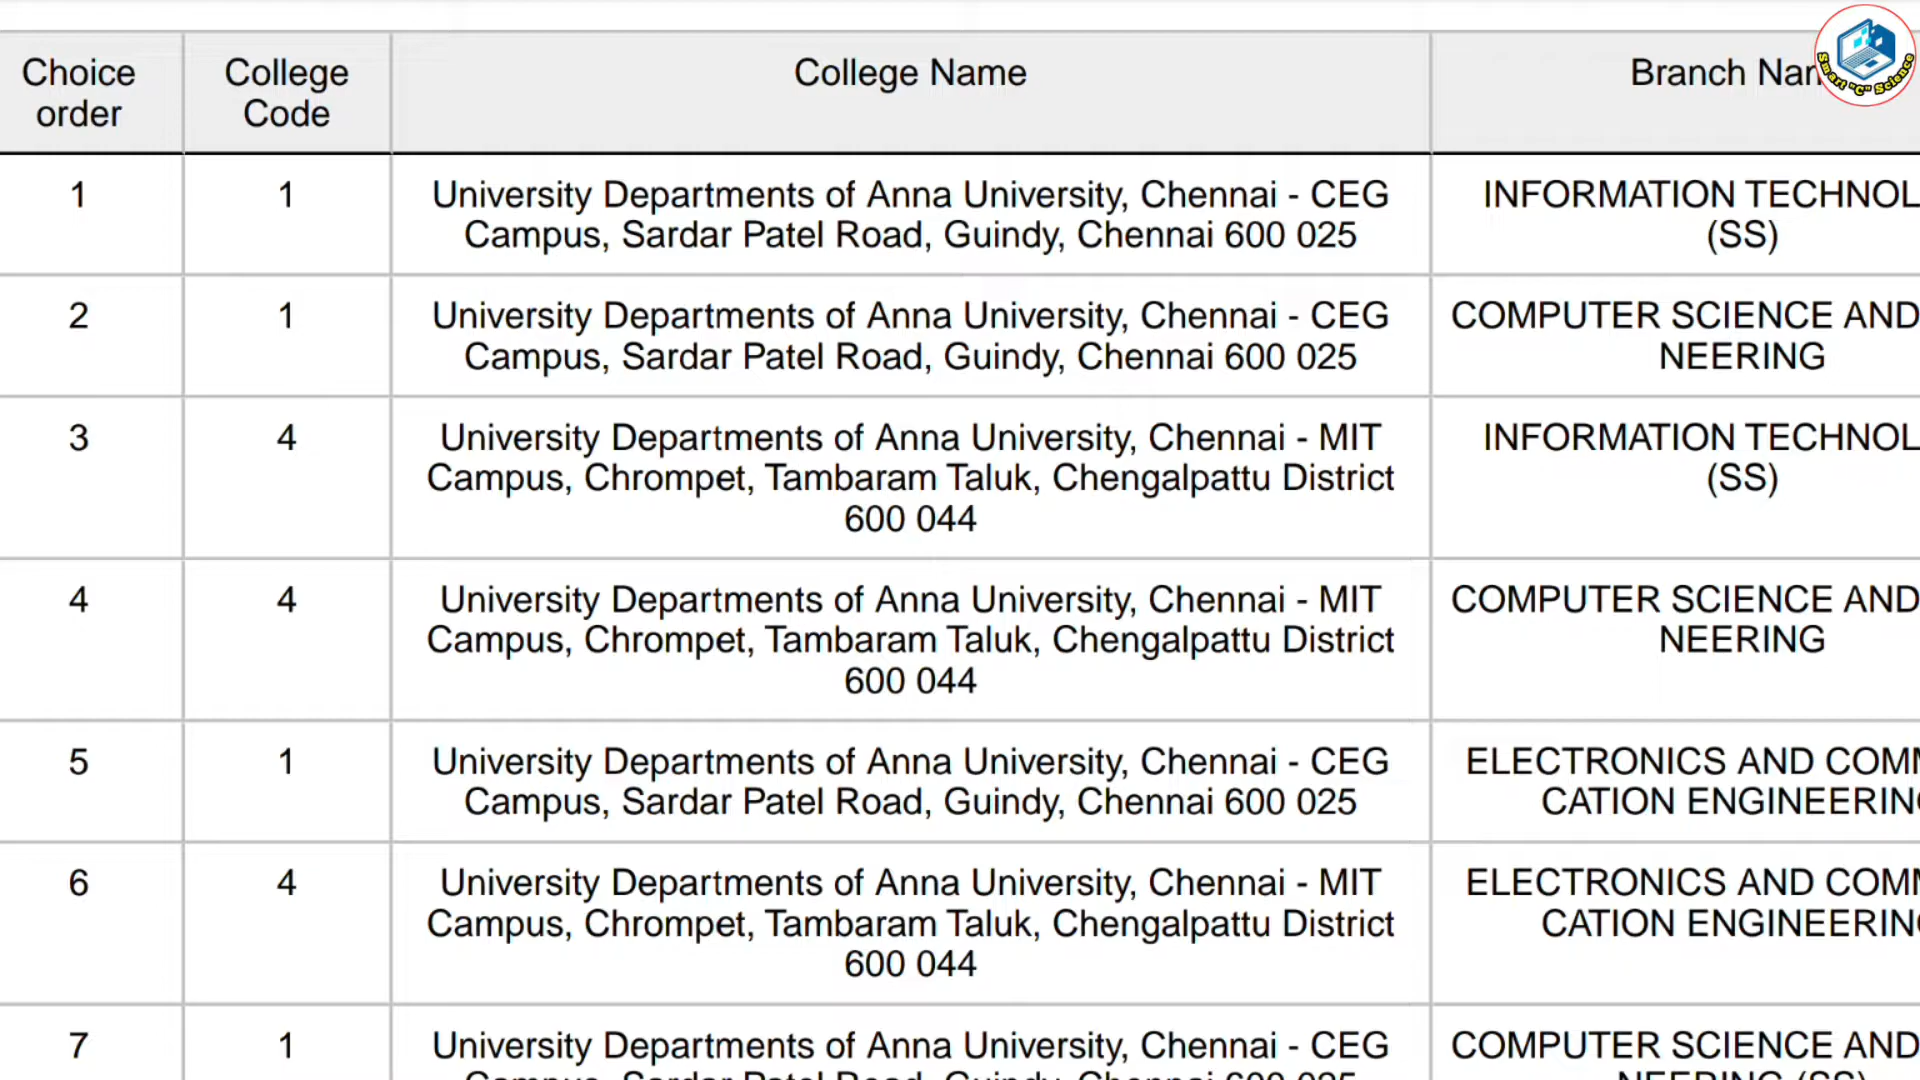 Choice order
College Code
College Name
Branch
Smart "C" Science
1
1
University Departments of Anna University, Chennai - CEG
Campus, Sardar Patel Road, Guindy, Chennai 600 025
INFORMATION
(SS)
2
1
University Departments of Anna University, Chennai - CEG
Campus, Sardar Patel Road, Guindy, Chennai 600 025
COMPUTER SCIENCE AND
NEERING
3
4
University Departments of Anna University, Chennai - MIT
Campus, Chrompet, Tambaram Taluk, Chengalpattu District
600 044
INFORMATION
(SS)
4
4
University Departments of Anna University, Chennai - MIT
Campus, Chrompet, Tambaram Taluk, Chengalpattu District
600 044
COMPUTER SCIENCE AND
NEERING
5
1
University Departments of Anna University, Chennai - CEG
Campus, Sardar Patel Road, Guindy, Chennai 600 025
ELECTRONICS AND
CATION
6
4
University Departments of Anna University, Chennai - MIT
Campus, Chrompet, Tambaram Taluk, Chengalpattu District
600 044
ELECTRONICS AND
CATION
7
1
University Departments of Anna University, Chennai - CEG
COMPUTER SCIENCE AND